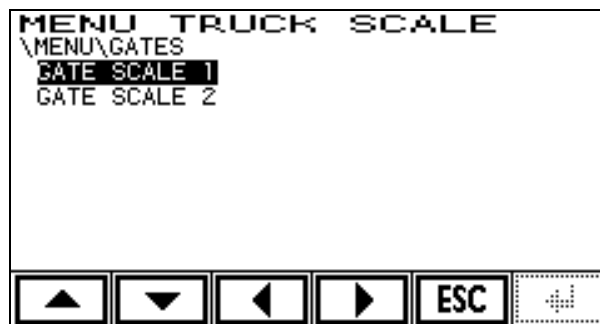 MENU TRUCK SCALE
\MENU\GATES
GATE SCALE 1
GATE SCALE 2
ESC